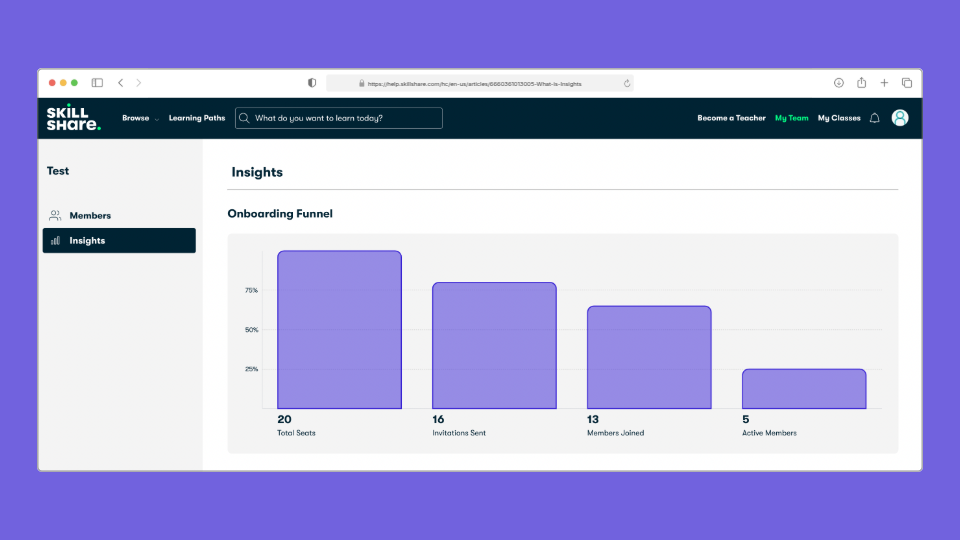 https://help.skillshare.com/hc/en-us/articles/6660361013005-What-is-Insights
SKILL
SHARE.
Browse
Learning Paths
What do you want to learn today?
Become a Teacher
My Team
My Classes
Test
Members
Insights
Insights
Onboarding Funnel
75%
50%
25%
20
Total Seats
16
Invitations Sent
13
Members Joined
5
Active Members